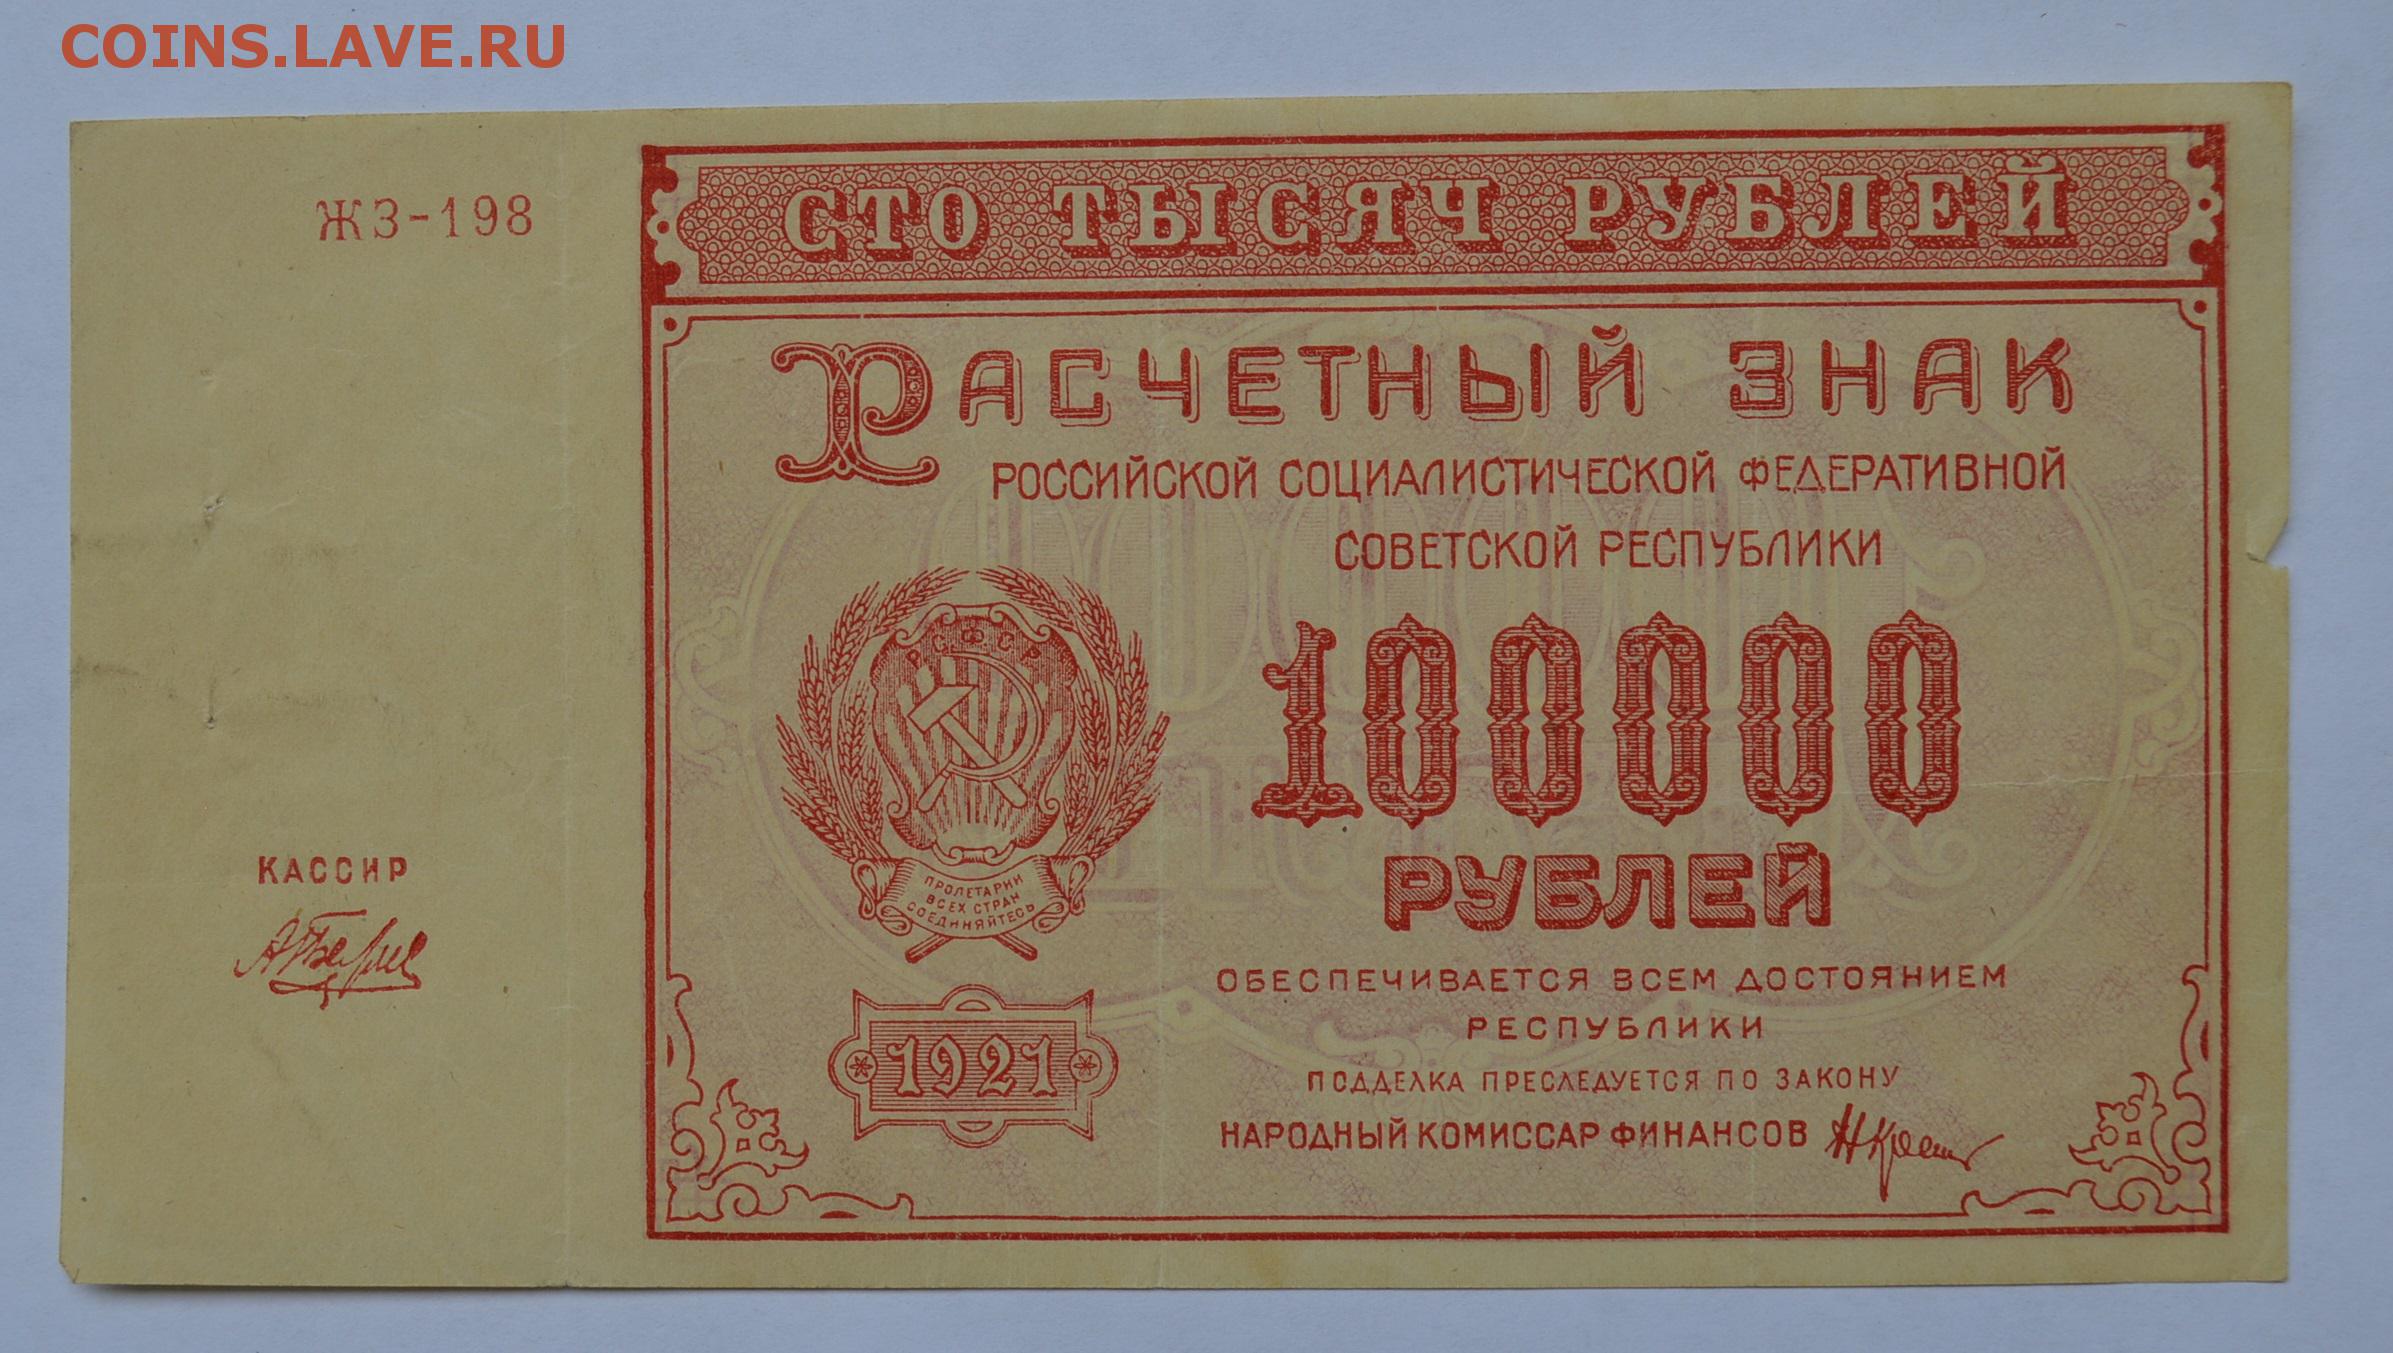 COINS.LAVE.RU
ЖЗ-198
СТО ТЫСЯЧ РУБЛЕЙ
РАСЧЕТНЫЙ ЗНАК
РОССИЙСКОЙ СОЦИАЛИСТИЧЕСКОЙ ФЕДЕРАТИВНОЙ
СОВЕТСКОЙ РЕСПУБЛИКИ
РСФСР
100000
РУБЛЕЙ
ПРОЛЕТАРИИ
ВСЕХ СТРАН
СОЕДИНЯЙТЕСЬ
КАССИР
1921
ОБЕСПЕЧИВАЕТСЯ ВСЕМ ДОСТОЯНИЕМ
РЕСПУБЛИКИ
ПОДДЕЛКА ПРЕСЛЕДУЕТСЯ ПО ЗАКОНУ
НАРОДНЫЙ КОМИССАР ФИНАНСОВ